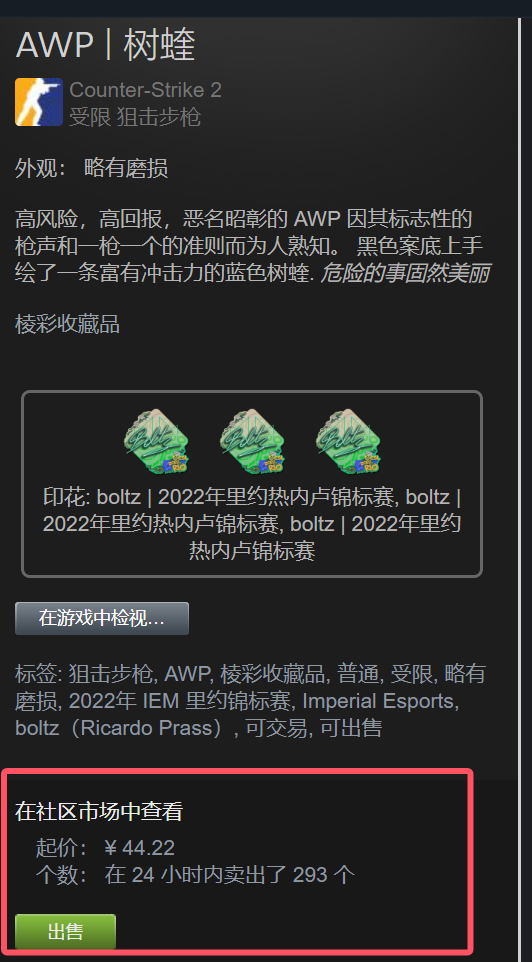 AWP | 树蝰
Counter-Strike 2
受限 狙击步枪
外观： 略有磨损
高风险，高回报，恶名昭彰的 AWP 因其标志性的
枪声和一枪一个的准则而为人熟知。 黑色案底上手
绘了一条富有冲击力的蓝色树蝰. 危险的事固然美丽
棱彩收藏品
印花: boltz | 2022年里约热内卢锦标赛, boltz |
2022年里约热内卢锦标赛, boltz | 2022年里约
热内卢锦标赛
在游戏中检视...
标签: 狙击步枪, AWP, 棱彩收藏品, 普通, 受限, 略有
磨损, 2022年 IEM 里约锦标赛, Imperial Esports,
boltz（Ricardo Prass）, 可交易, 可出售
在社区市场中查看
起价： ¥ 44.22
个数： 在 24 小时内卖出了 293 个
出售